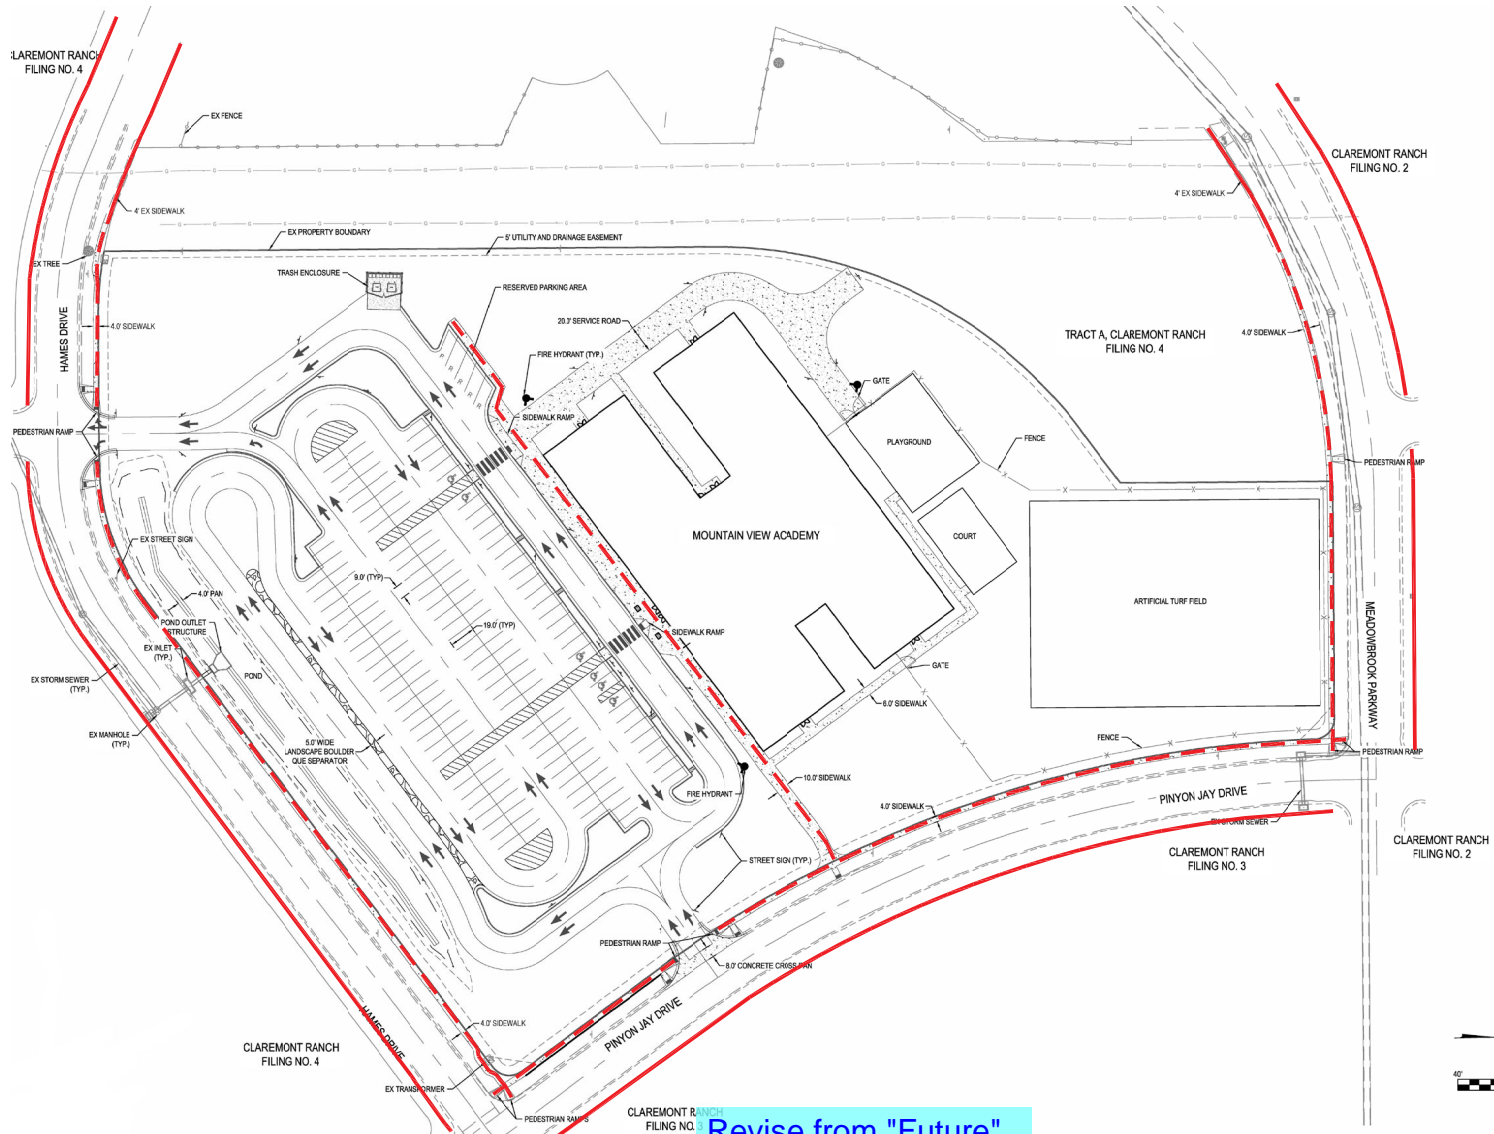 CLAREMONT RANCH
FILING NO. 4
EX FENCE
CLAREMONT RANCH
FILING NO. 2
4' EX SIDEWALK
4' EX SIDEWALK
EX PROPERTY BOUNDARY
5' UTILITY AND DRAINAGE EASEMENT
EX TREE
TRASH ENCLOSURE
RESERVED PARKING AREA
HAMES DRIVE
4.0' SIDEWALK
20.0' SERVICE ROAD
TRACT A, CLAREMONT RANCH
FILING NO. 4
4.0' SIDEWALK
FIRE HYDRANT (TYP.)
GATE
SIDEWALK RAMP
PEDESTRIAN RAMP
PLAYGROUND
FENCE
PEDESTRIAN RAMP
MOUNTAIN VIEW ACADEMY
COURT
EX STREET SIGN
9.0' (TYP)
4.0' PAN
19.0' (TYP)
ARTIFICIAL TURF FIELD
POND OUTLET
STRUCTURE
SIDEWALK RAMP
EX INLET
(TYP.)
POND
GATE
MEADOWBROOK PARKWAY
EX STORM SEWER
(TYP.)
6.0' SIDEWALK
EX MANHOLE
(TYP.)
5.0' WIDE
LANDSCAPE BOULDER
QUE SEPARATOR
FENCE
PEDESTRIAN RAMP
10.0' SIDEWALK
FIRE HYDRANT
PINYON JAY DRIVE
4.0' SIDEWALK
EX STORM SEWER
STREET SIGN (TYP.)
CLAREMONT RANCH
FILING NO. 3
CLAREMONT RANCH
FILING NO. 2
PEDESTRIAN RAMP
8.0' CONCRETE CROSS PAN
HAMES DRIVE
4.0' SIDEWALK
PINYON JAY DRIVE
CLAREMONT RANCH
FILING NO. 4
40'
EX TRANSFORMER
PEDESTRIAN RAMPS
CLAREMONT RANCH
FILING NO. 3
Revise from "Future"